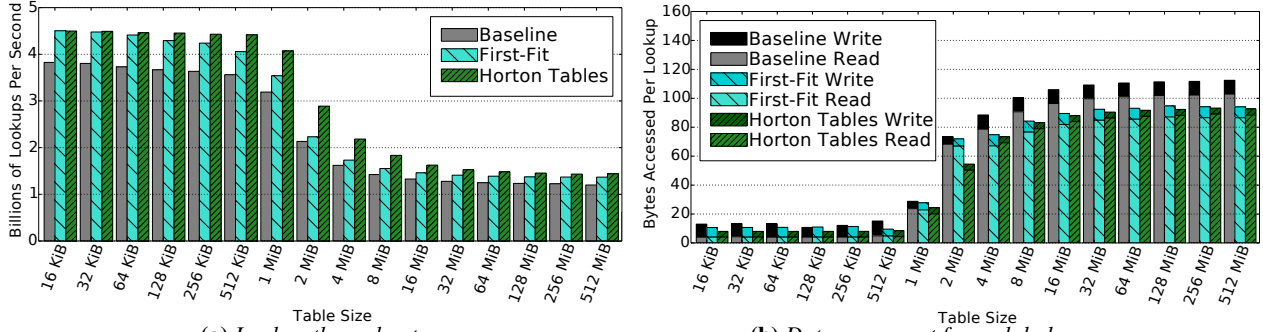 5
4
3
2
1
0
Billions of Lookups Per Second
Baseline
First-Fit
Horton Tables
16 KiB
32 KiB
64 KiB
128 KiB
256 KiB
512 KiB
1 MiB
2 MiB
4 MiB
8 MiB
16 MiB
32 MiB
64 MiB
128 MiB
256 MiB
512 MiB
Table Size
160
140
120
100
80
60
40
20
0
Bytes Accessed Per Lookup
Baseline Write
Baseline Read
First-Fit Write
First-Fit Read
Horton Tables Write
Horton Tables Read
16 KiB
32 KiB
64 KiB
128 KiB
256 KiB
512 KiB
1 MiB
2 MiB
4 MiB
8 MiB
16 MiB
32 MiB
64 MiB
128 MiB
256 MiB
512 MiB
Table Size